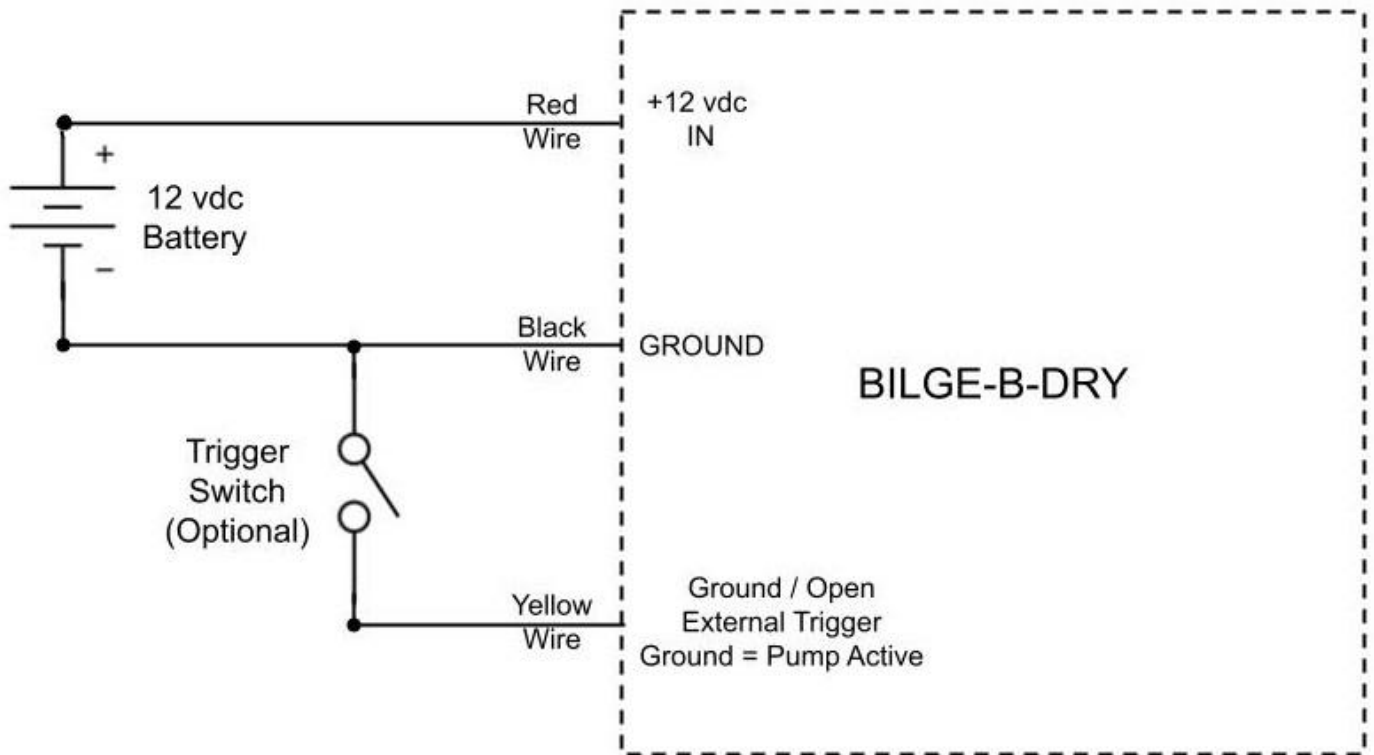 Red
Wire
+12 vdc
IN
+
12 vdc
Battery
–
Black
Wire
GROUND
BILGE-B-DRY
Trigger
Switch
(Optional)
Yellow
Wire
Ground / Open
External Trigger
Ground = Pump Active